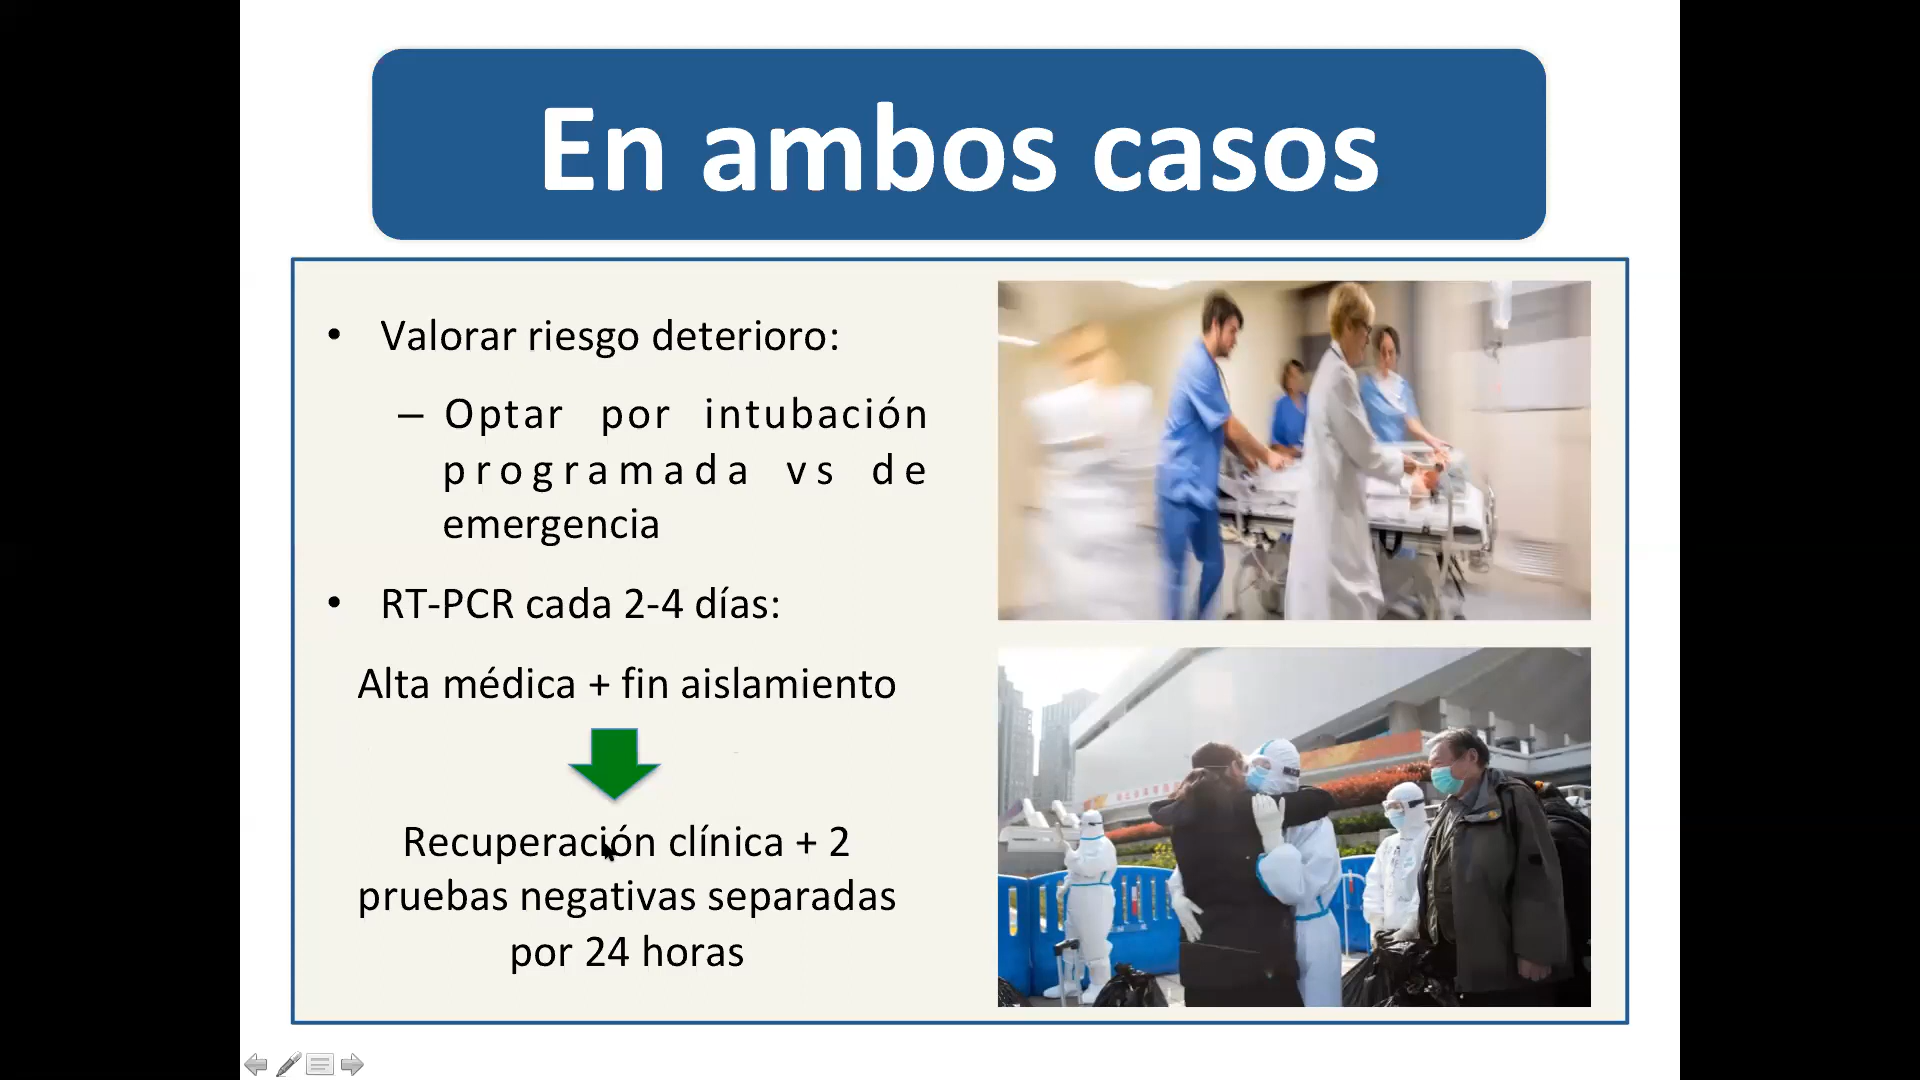 En ambos casos
• Valorar riesgo deterioro:
– Optar por intubación
programada vs de
emergencia
• RT-PCR cada 2-4 días:
Alta médica + fin aislamiento
Recuperación clínica + 2
pruebas negativas separadas
por 24 horas